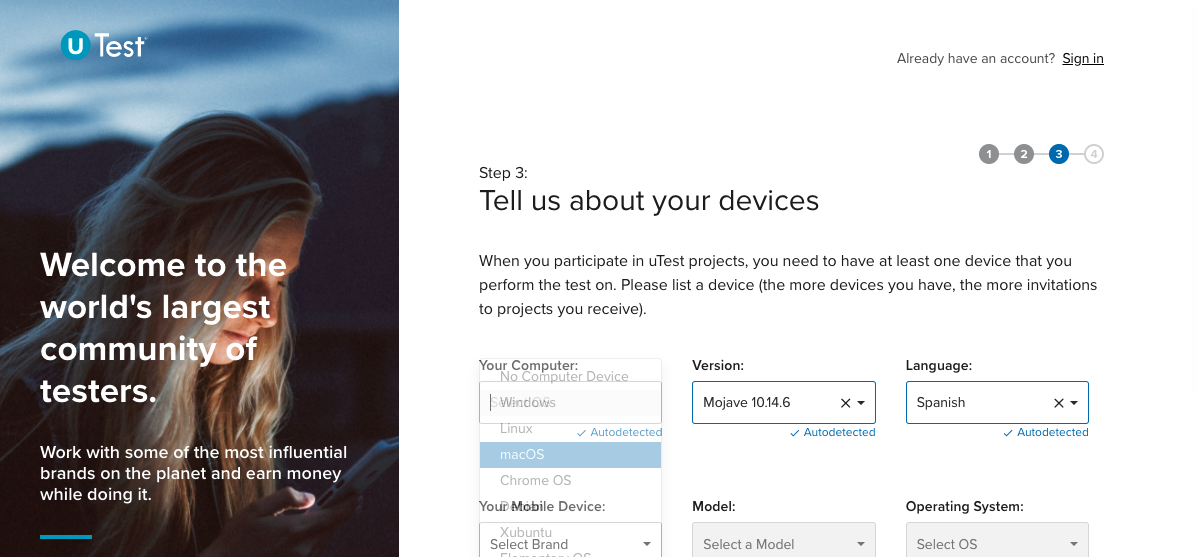 uTest
Already have an account? Sign in
1 2 3 4
Step 3:
Tell us about your devices
Welcome to the
world's largest
community of
testers.
Work with some of the most influential
brands on the planet and earn money
while doing it.
When you participate in uTest projects, you need to have at least one device that you
perform the test on. Please list a device (the more devices you have, the more invitations
to projects you receive).
Your Computer:
Version:
Language:
No Computer Device
Select OS
Windows
Mojave 10.14.6
Spanish
Autodetected
Autodetected
Autodetected
Linux
macOS
Chrome OS
Your Mobile Device:
Model:
Operating System:
Debian
Xubuntu
Select Brand
Select a Model
Select OS
Elementary OS